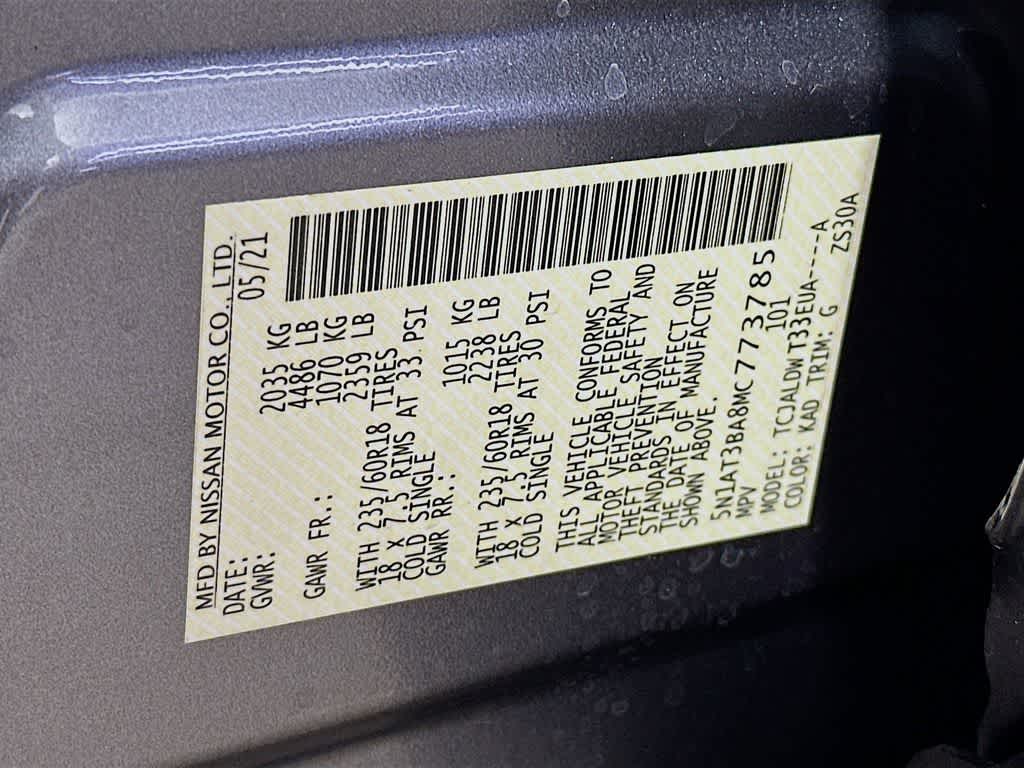 MFD BY NISSAN MOTOR CO., LTD.
DATE: 05/21
GVWR: 2035 KG
4486 LB
GAWR FR.: 1070 KG
2359 LB
WITH 235/60R18 TIRES
18 X 7.5 RIMS AT 33 PSI
COLD SINGLE
GAWR RR.: 1015 KG
2238 LB
WITH 235/60R18 TIRES
18 X 7.5 RIMS AT 30 PSI
COLD SINGLE
THIS VEHICLE CONFORMS TO
ALL APPLICABLE FEDERAL
MOTOR VEHICLE SAFETY AND
THEFT PREVENTION
STANDARDS IN EFFECT ON
THE DATE OF MANUFACTURE
SHOWN ABOVE.
5N1AT3BA8MC773785
MPV 101
MODEL: TCJALDW T33EUA----A
COLOR: KAD TRIM: G ZS30A